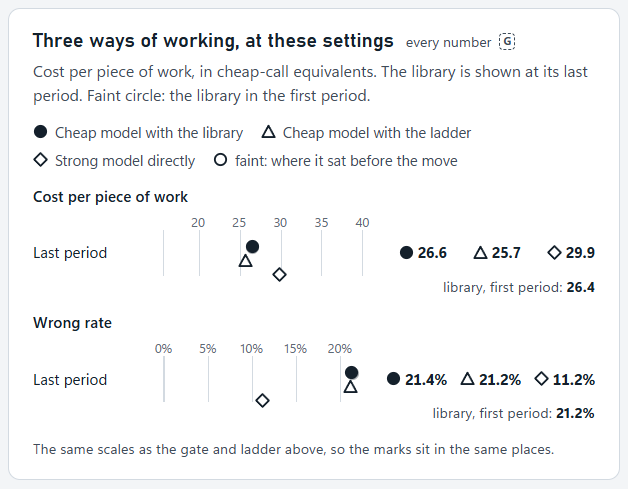 Three ways of working, at these settings every number G
Cost per piece of work, in cheap-call equivalents. The library is shown at its last
period. Faint circle: the library in the first period.
Cheap model with the library Cheap model with the ladder
Strong model directly faint: where it sat before the move
Cost per piece of work
20 25 30 35 40
Last period 26.6 25.7 29.9
library, first period: 26.4
Wrong rate
0% 5% 10% 15% 20%
Last period 21.4% 21.2% 11.2%
library, first period: 21.2%
The same scales as the gate and ladder above, so the marks sit in the same places.